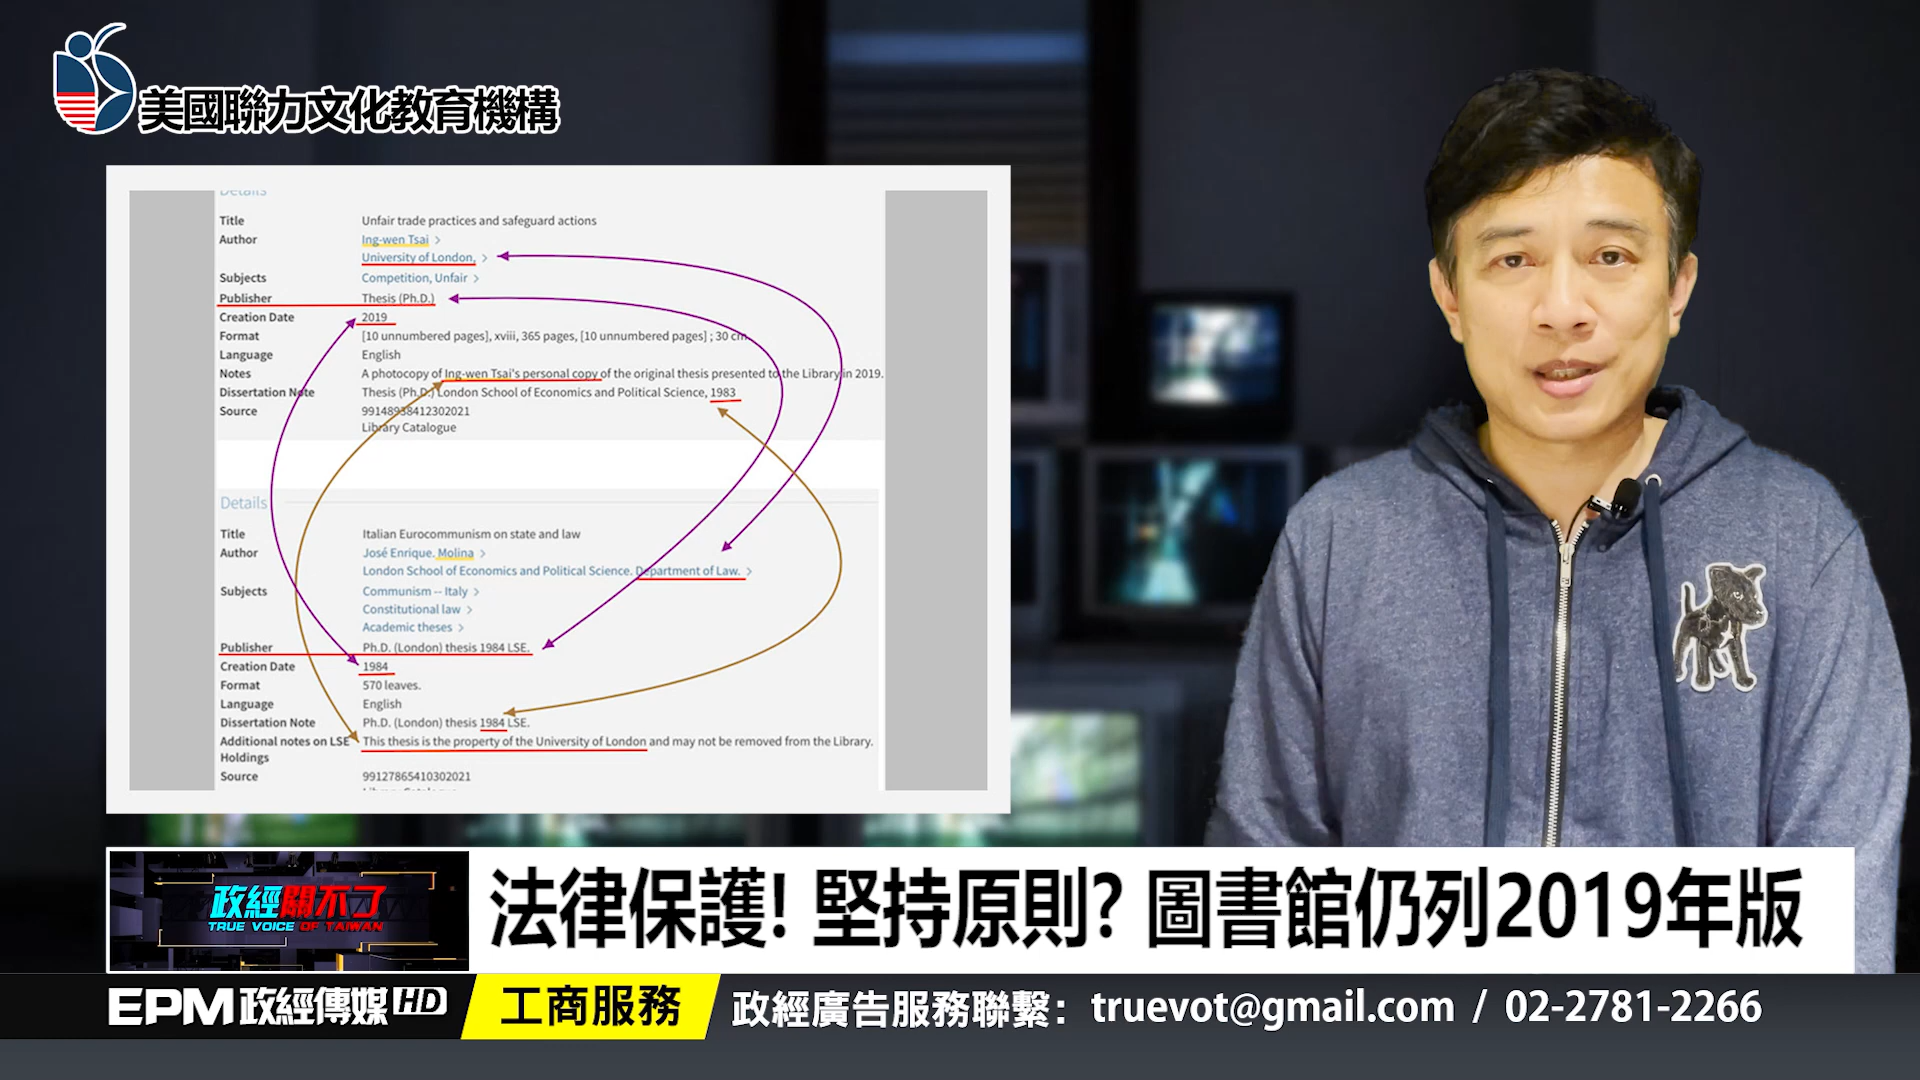 美國聯力文化教育機構
Details
Title Unfair trade practices and safeguard actions
Author Ing-wen Tsai >
University of London, >
Subjects Competition, Unfair >
Publisher Thesis (Ph.D.)
Creation Date 2019
Format [10 unnumbered pages], xviii, 365 pages, [10 unnumbered pages] ; 30 cm.
Language English
Notes A photocopy of Ing-wen Tsai's personal copy of the original thesis presented to the Library in 2019.
Dissertation Note Thesis (Ph.D.) London School of Economics and Political Science, 1983
Source 99148938412302021
Library Catalogue
Details
Title Italian Eurocommunism on state and law
Author José Enrique. Molina >
London School of Economics and Political Science. Department of Law. >
Subjects Communism -- Italy >
Constitutional law >
Academic theses >
Publisher Ph.D. (London) thesis 1984 LSE.
Creation Date 1984
Format 570 leaves.
Language English
Dissertation Note Ph.D. (London) thesis 1984 LSE.
Additional notes on LSE Holdings This thesis is the property of the University of London and may not be removed from the Library.
Source 99127865410302021
Library Catalogue
政經關不了
TRUE VOICE OF TAIWAN
法律保護! 堅持原則? 圖書館仍列2019年版
EPM政經傳媒HD
工商服務
政經廣告服務聯繫：truevot@gmail.com / 02-2781-2266